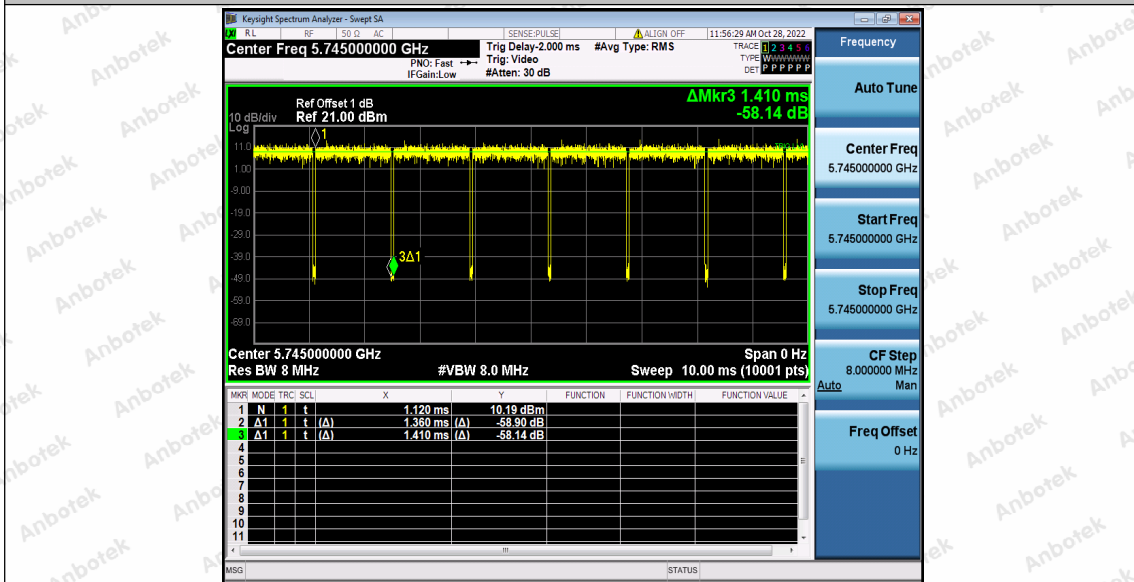 Keysight Spectrum Analyzer - Swept SA
LXI RL RF 50 Ω AC SENSE:PULSE ALIGN OFF 11:56:29 AM Oct 28, 2022
Center Freq 5.745000000 GHz
PNO: Fast
IFGain:Low
Trig Delay-2.000 ms #Avg Type: RMS
Trig: Video
#Atten: 30 dB
TRACE 1 2 3 4 5 6
TYPE WWWWWW
DET P P P P P P
ΔMkr3 1.410 ms
-58.14 dB
Ref Offset 1 dB
10 dB/div Ref 21.00 dBm
Log
11.0
1.00
-9.00
-19.0
-29.0
-39.0
-49.0
-59.0
-69.0
1
3Δ1
Center 5.745000000 GHz Span 0 Hz
Res BW 8 MHz #VBW 8.0 MHz Sweep 10.00 ms (10001 pts)
MKR MODE TRC SCL X Y FUNCTION FUNCTION WIDTH FUNCTION VALUE
1 N 1 t 1.120 ms 10.19 dBm
2 Δ1 1 t (Δ) 1.360 ms (Δ) -58.90 dB
3 Δ1 1 t (Δ) 1.410 ms (Δ) -58.14 dB
4
5
6
7
8
9
10
11
MSG STATUS
Frequency
Auto Tune
Center Freq
5.745000000 GHz
Start Freq
5.745000000 GHz
Stop Freq
5.745000000 GHz
CF Step
8.000000 MHz
Auto Man
Freq Offset
0 Hz
Anbotek